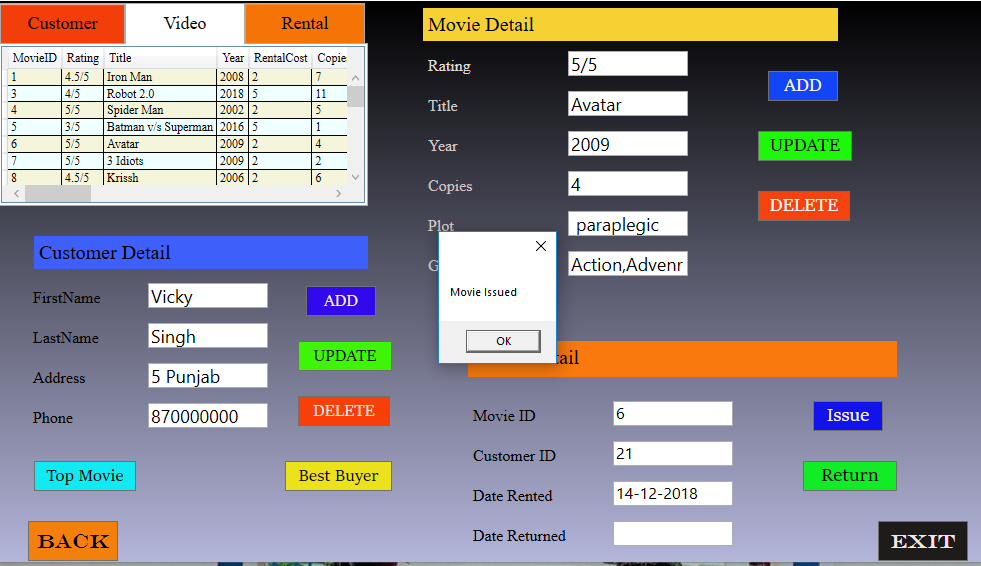 Customer Video Rental
MovieID Rating Title Year RentalCost Copies
1 4.5/5 Iron Man 2008 2 7
3 4/5 Robot 2.0 2018 5 11
4 5/5 Spider Man 2002 2 5
5 3/5 Batman v/s Superman 2016 5 1
6 5/5 Avatar 2009 2 4
7 5/5 3 Idiots 2009 2 2
8 4.5/5 Krissh 2006 2 6
Movie Detail
Rating 5/5
Title Avatar
Year 2009
Copies 4
Plot paraplegic
G Action,Advenr
ADD
UPDATE
DELETE
Customer Detail
FirstName Vicky
LastName Singh
Address 5 Punjab
Phone 870000000
ADD
UPDATE
DELETE
Top Movie Best Buyer
BACK
Movie Issued
OK
tail
Movie ID 6
Customer ID 21
Date Rented 14-12-2018
Date Returned
Issue
Return
EXIT